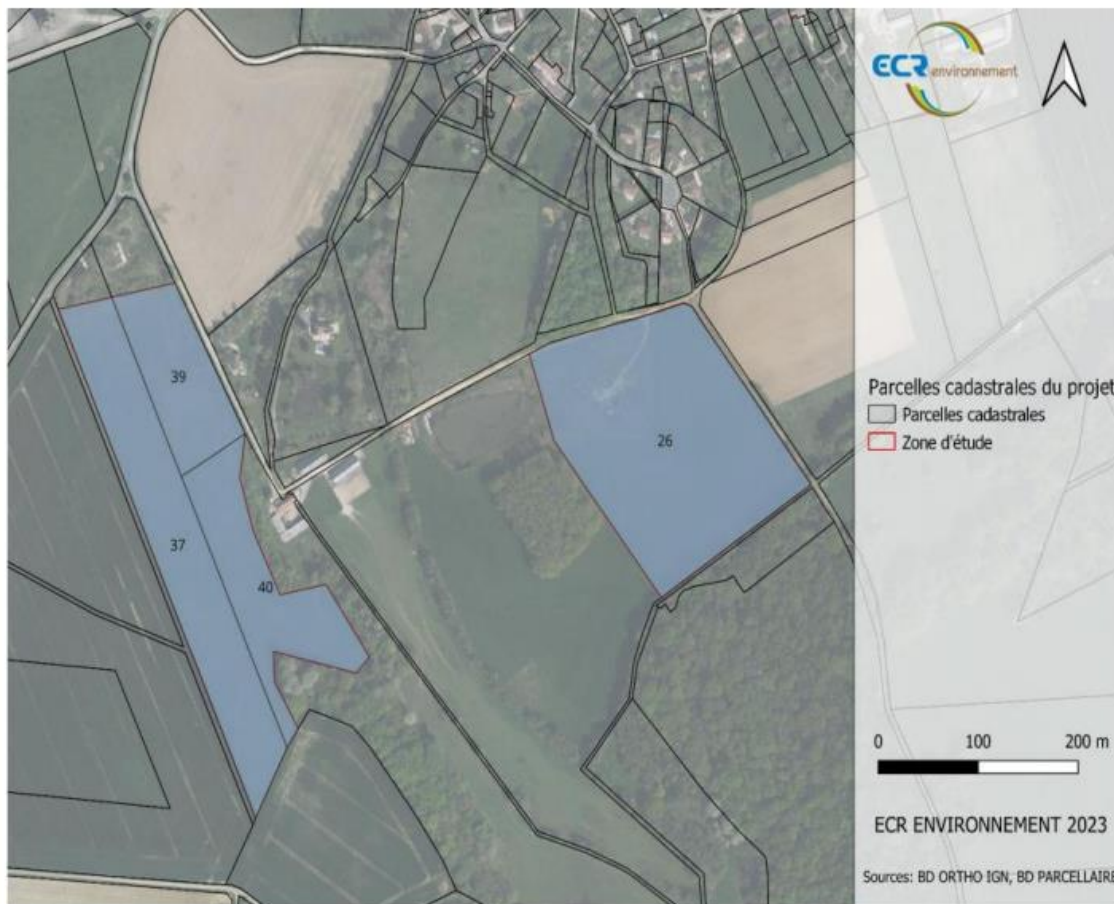 ECR environnement
39
26
37
40
Parcelles cadastrales du projet
Parcelles cadastrales
Zone d'étude
0 100 200 m
ECR ENVIRONNEMENT 2023
Sources: BD ORTHO IGN, BD PARCELLAIRE